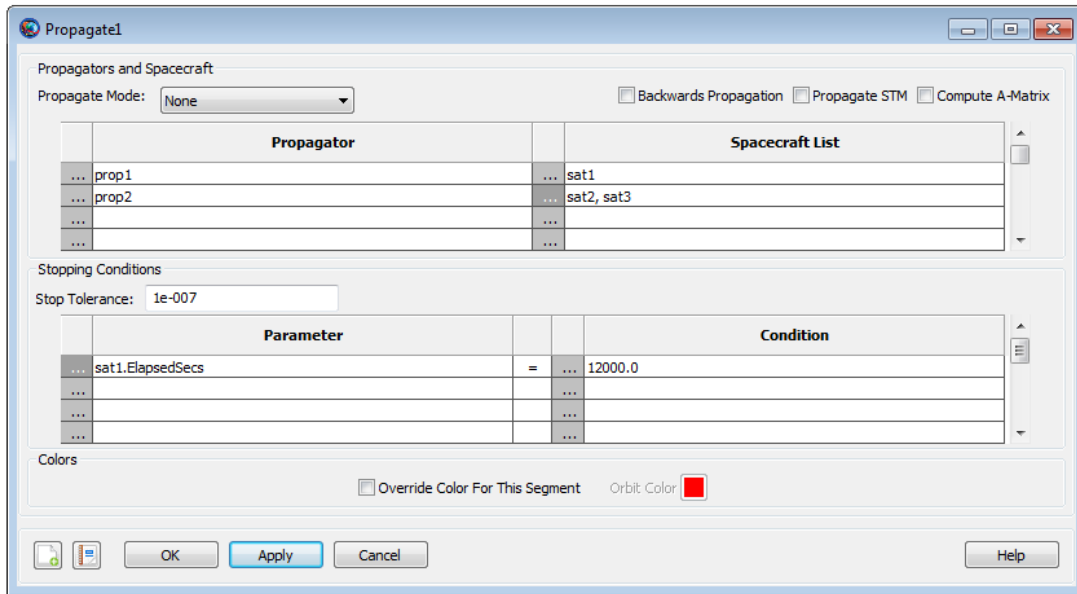 Propagate1
Propagators and Spacecraft
Propagate Mode: None Backwards Propagation Propagate STM Compute A-Matrix
Propagator Spacecraft List
... prop1 ... sat1
... prop2 ... sat2, sat3
... ...
... ...
Stopping Conditions
Stop Tolerance: 1e-007
Parameter Condition
... sat1.ElapsedSecs = ... 12000.0
... ...
... ...
... ...
Colors
Override Color For This Segment Orbit Color
OK Apply Cancel Help